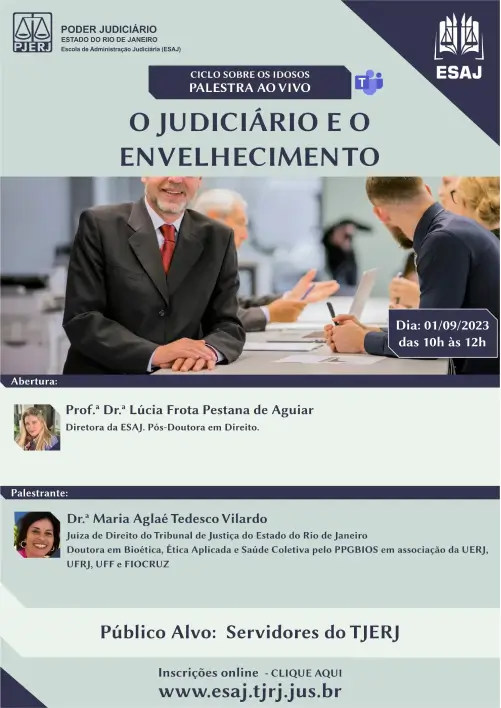 PJERJ
PODER JUDICIÁRIO
ESTADO DO RIO DE JANEIRO
Escola de Administração Judiciária (ESAJ)
ESAJ
CICLO SOBRE OS IDOSOS
PALESTRA AO VIVO
T
O JUDICIÁRIO E O
ENVELHECIMENTO
Dia: 01/09/2023
das 10h às 12h
Abertura:
Prof.ª Dr.ª Lúcia Frota Pestana de Aguiar
Diretora da ESAJ. Pós-Doutora em Direito.
Palestrante:
Dr.ª Maria Aglaé Tedesco Vilardo
Juíza de Direito do Tribunal de Justiça do Estado do Rio de Janeiro
Doutora em Bioética, Ética Aplicada e Saúde Coletiva pelo PPGBIOS em associação da UERJ,
UFRJ, UFF e FIOCRUZ
Público Alvo: Servidores do TJERJ
Inscrições online - CLIQUE AQUI
www.esaj.tjrj.jus.br